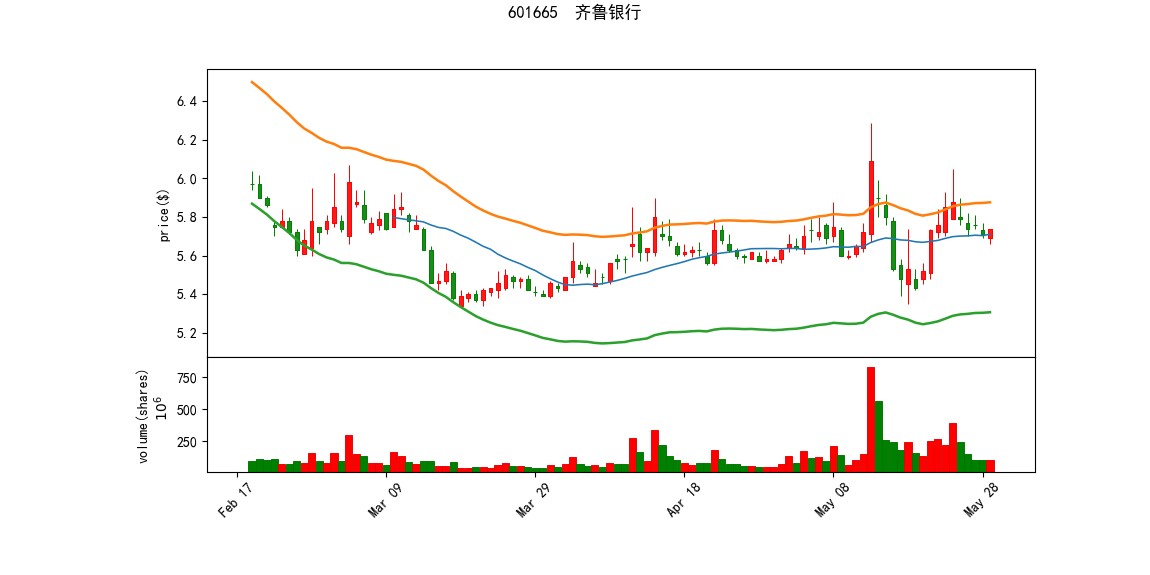 601665  齐鲁银行
price($)
6.4
6.2
6.0
5.8
5.6
5.4
5.2
volume(shares)
10^6
750
500
250
Feb 17
Mar 09
Mar 29
Apr 18
May 08
May 28